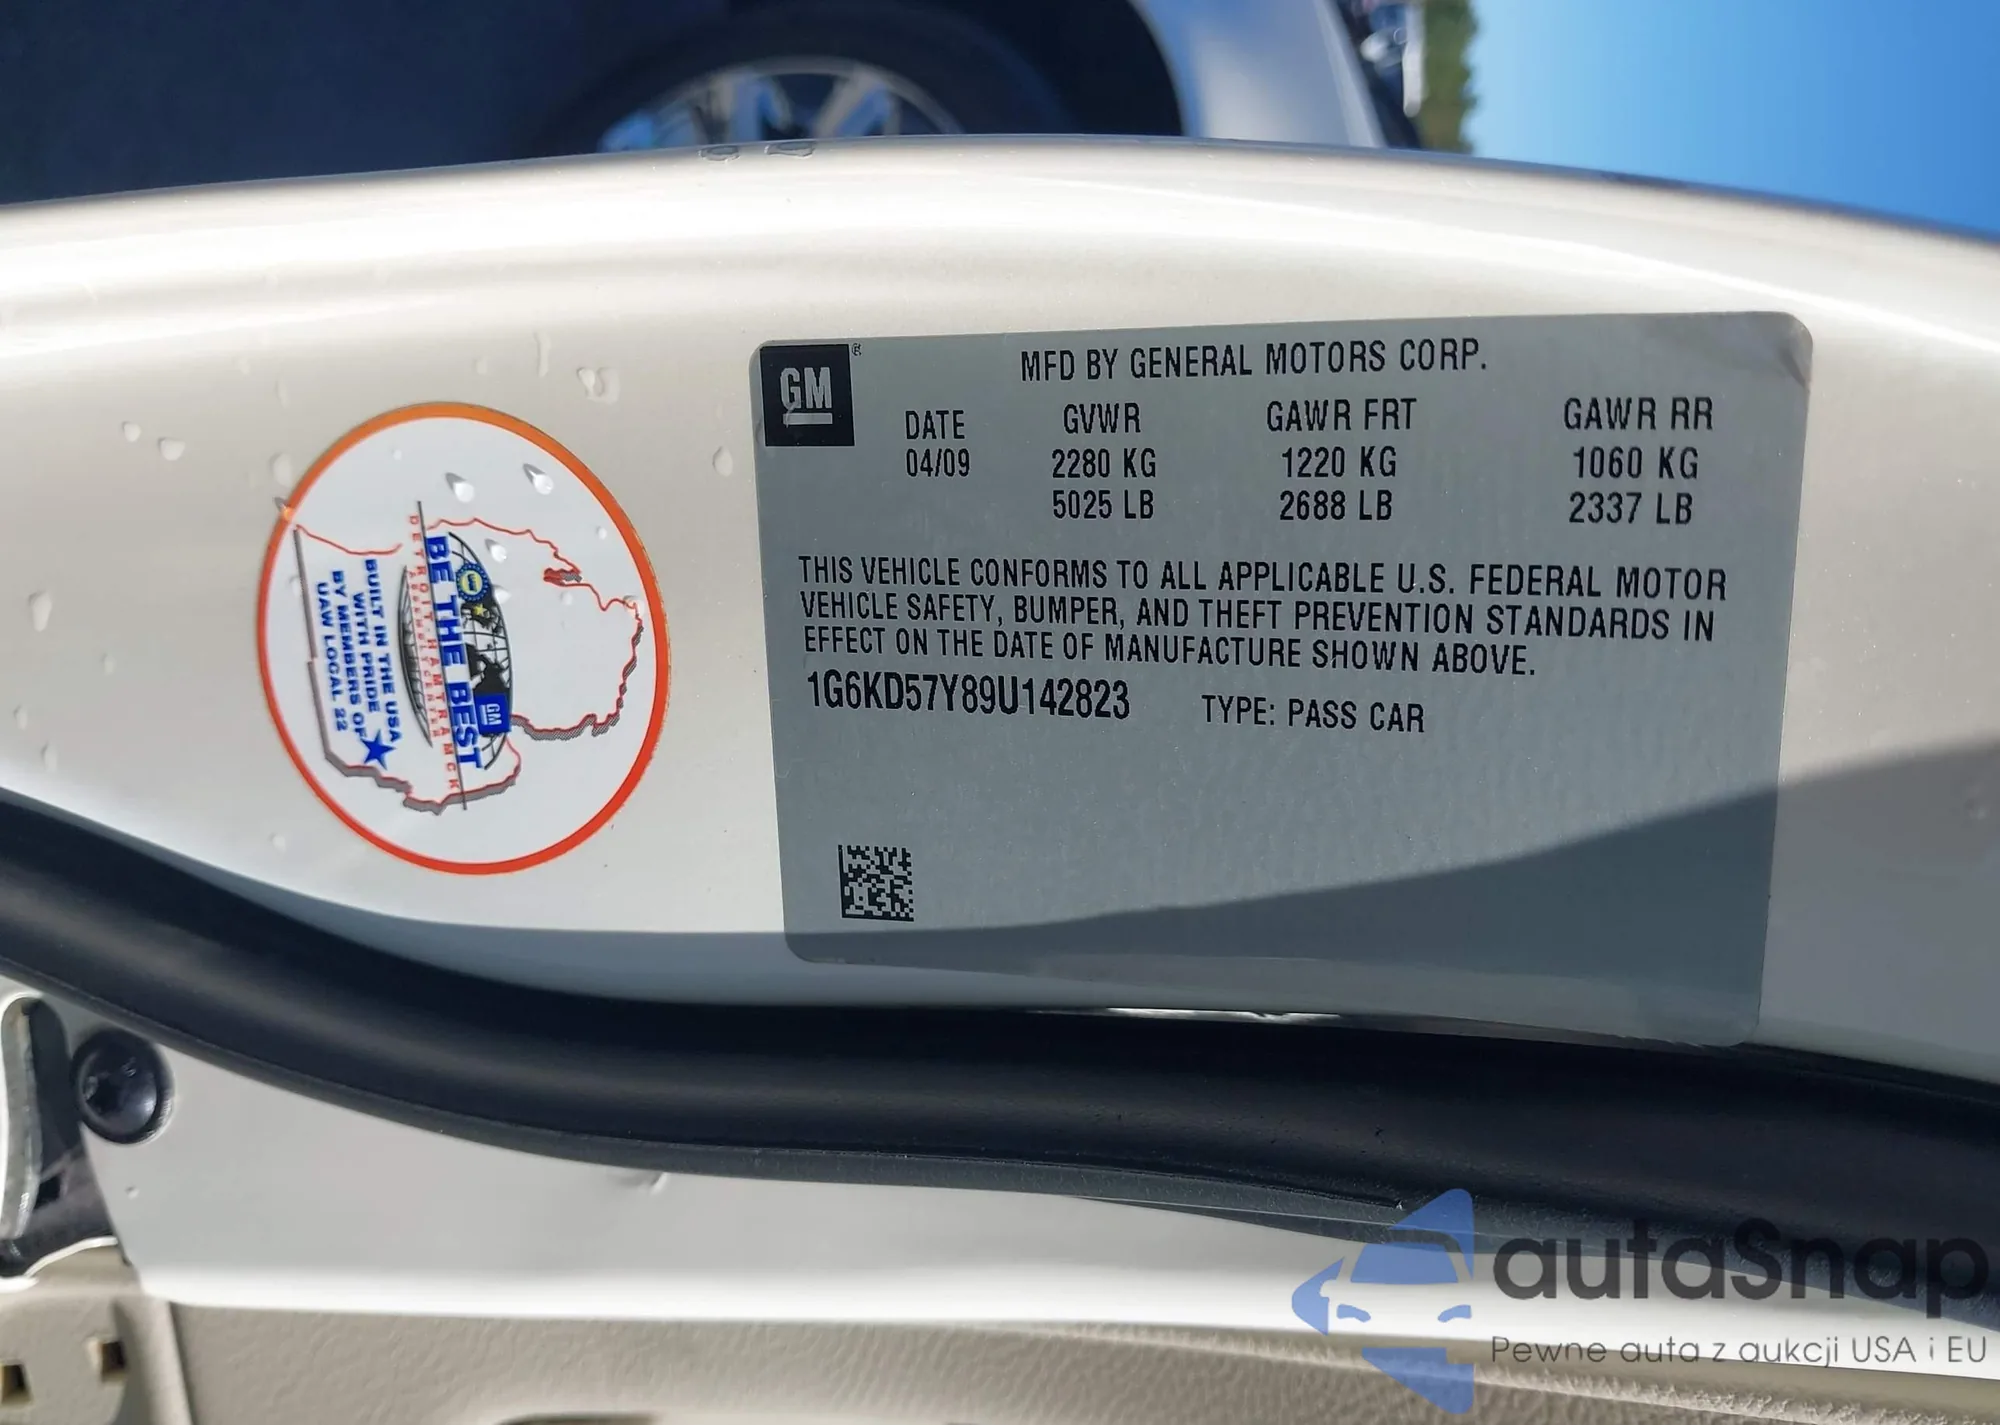 GM
®
MFD BY GENERAL MOTORS CORP.
DATE GVWR GAWR FRT GAWR RR
04/09 2280 KG 1220 KG 1060 KG
5025 LB 2688 LB 2337 LB
THIS VEHICLE CONFORMS TO ALL APPLICABLE U.S. FEDERAL MOTOR
VEHICLE SAFETY, BUMPER, AND THEFT PREVENTION STANDARDS IN
EFFECT ON THE DATE OF MANUFACTURE SHOWN ABOVE.
1G6KD57Y89U142823 TYPE: PASS CAR
DETROIT-HAMTRAMCK
BE THE BEST
GM
BUILT IN THE USA
WITH PRIDE
BY MEMBERS OF
UAW LOCAL 22
autaSnap
Pewne auta z aukcji USA i EU